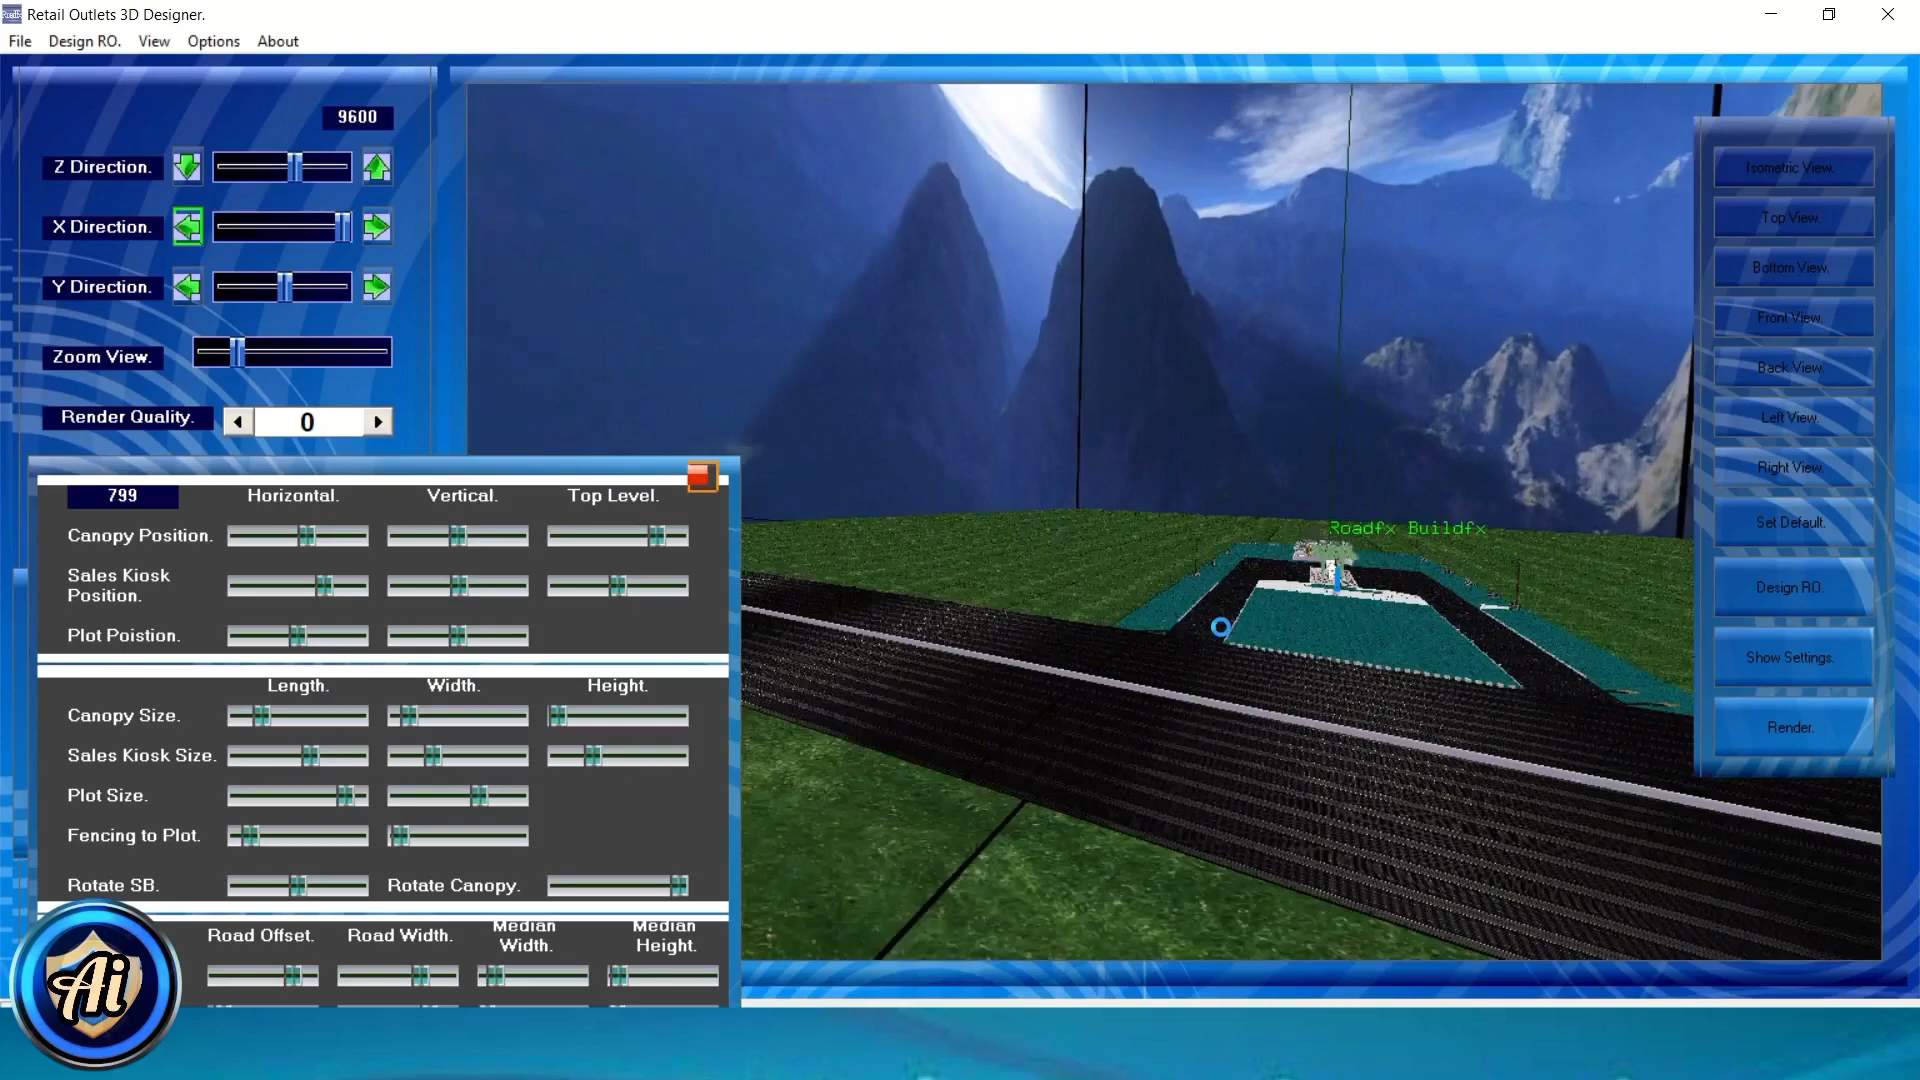 Retail Outlets 3D Designer.
File Design RO. View Options About
9600
Z Direction.
X Direction.
Y Direction.
Zoom View.
Render Quality. 0
799 Horizontal. Vertical. Top Level.
Canopy Position.
Sales Kiosk
Position.
Plot Poistion.
Length. Width. Height.
Canopy Size.
Sales Kiosk Size.
Plot Size.
Fencing to Plot.
Rotate SB. Rotate Canopy.
Road Offset. Road Width. Median Width. Median Height.
Ai
Roadfx Buildfx
Isometric View.
Top View.
Bottom View.
Front View.
Back View.
Left View.
Right View.
Set Default.
Design RO.
Show Settings.
Render.